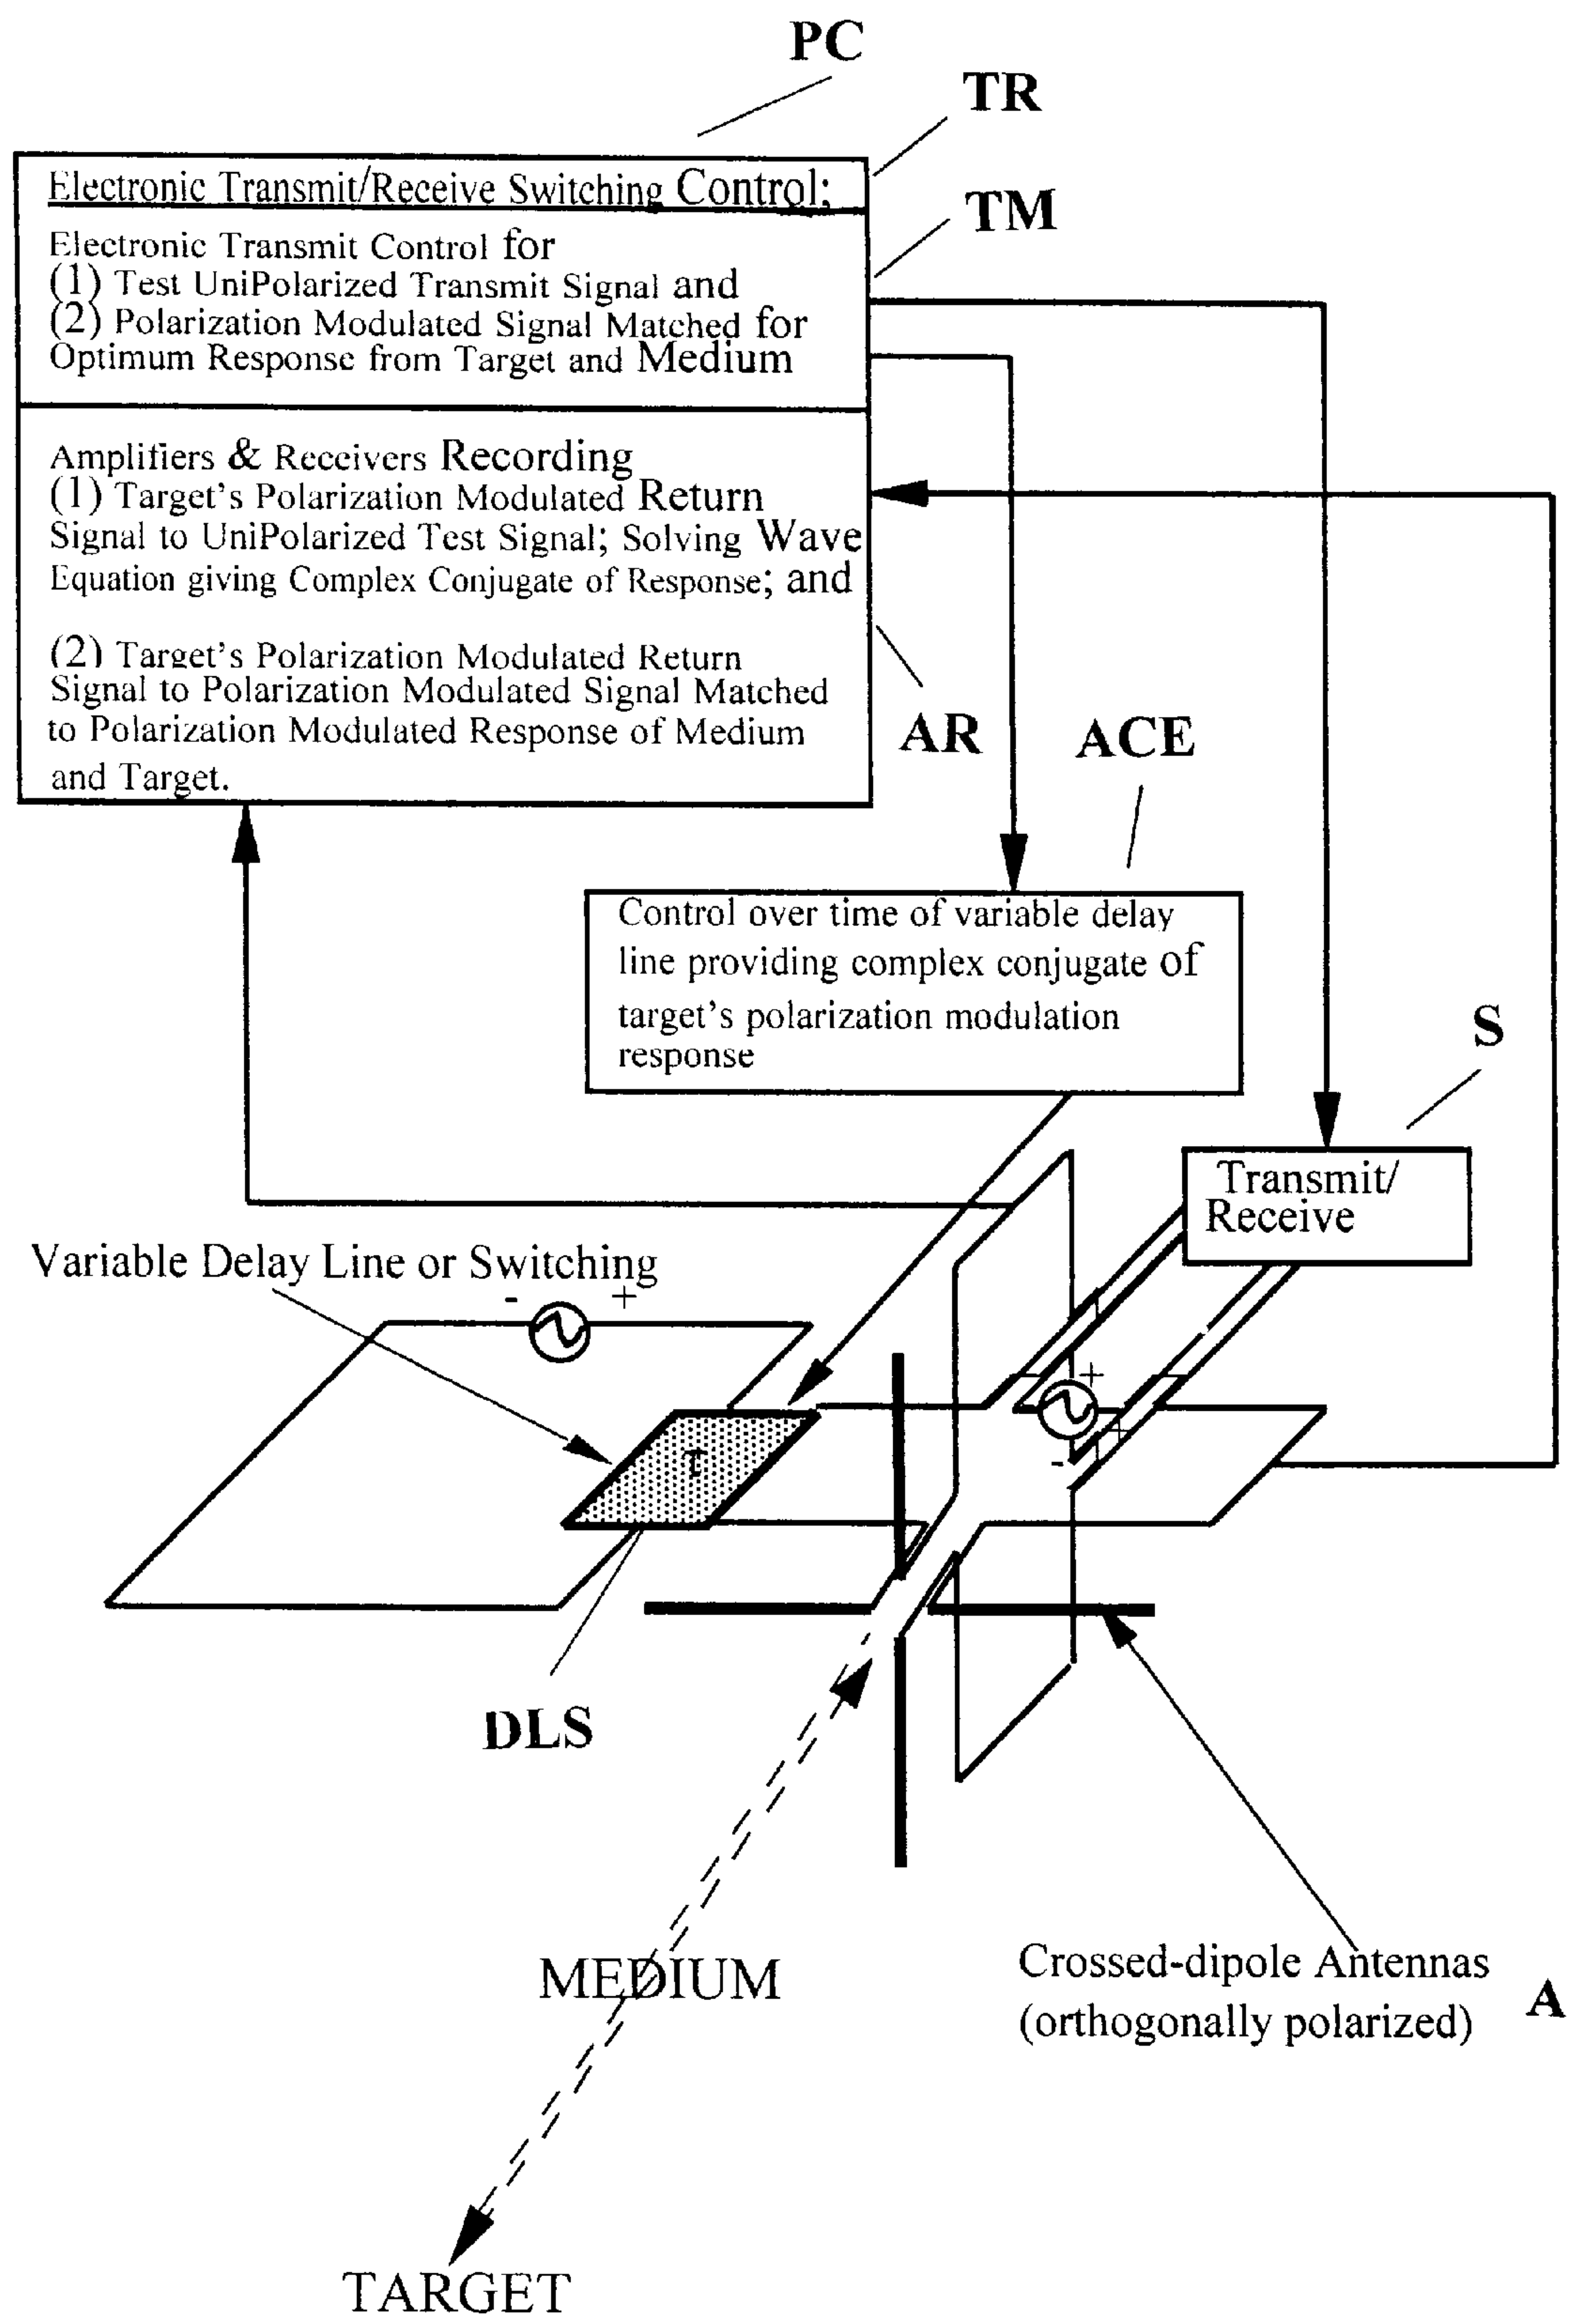 PC
TR
TM
Electronic Transmit/Receive Switching Control;
Electronic Transmit Control for
(1) Test UniPolarized Transmit Signal and
(2) Polarization Modulated Signal Matched for
Optimum Response from Target and Medium
Amplifiers & Receivers Recording
(1) Target's Polarization Modulated Return
Signal to UniPolarized Test Signal; Solving Wave
Equation giving Complex Conjugate of Response; and
(2) Target's Polarization Modulated Return
Signal to Polarization Modulated Signal Matched
to Polarization Modulated Response of Medium
and Target.
AR
ACE
Control over time of variable delay
line providing complex conjugate of
target's polarization modulation
response
S
Transmit/
Receive
Variable Delay Line or Switching
- +
τ
- +
- +
DLS
MEDIUM
Crossed-dipole Antennas
(orthogonally polarized)
A
TARGET